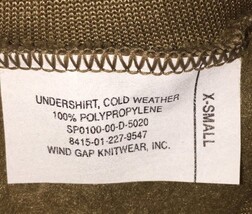 UNDERSHIRT, COLD WEATHER
100% POLYPROPYLENE
SP0100-00-D-5020
8415-01-227-9547
WIND GAP KNITWEAR, INC.
X-SMALL